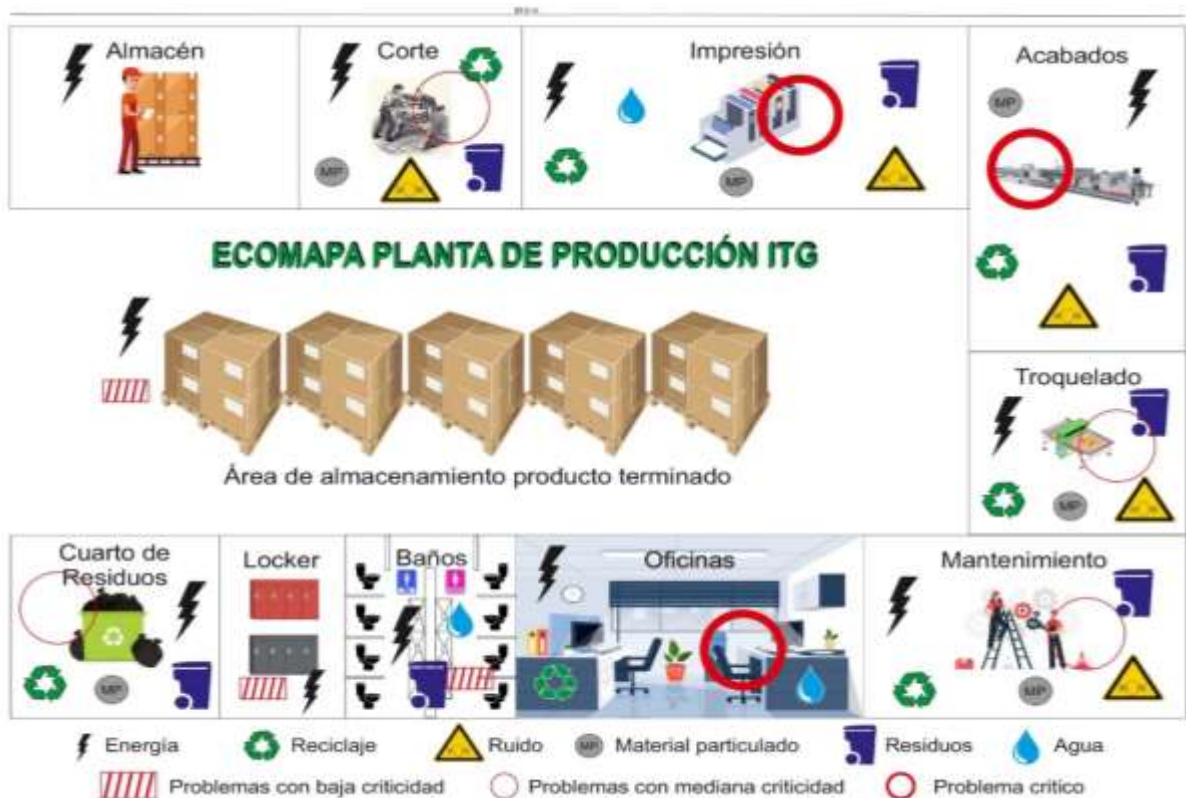 Almacén
Corte
Impresión
Acabados
MP
MP
MP
ECOMAPA PLANTA DE PRODUCCIÓN ITG
Troquelado
MP
Área de almacenamiento producto terminado
Cuarto de
Residuos
Locker
Baños
Oficinas
Mantenimiento
MP
MP
Energía
Reciclaje
Ruido
MP
Material particulado
Residuos
Agua
Problemas con baja criticidad
Problemas con mediana criticidad
Problema crítico